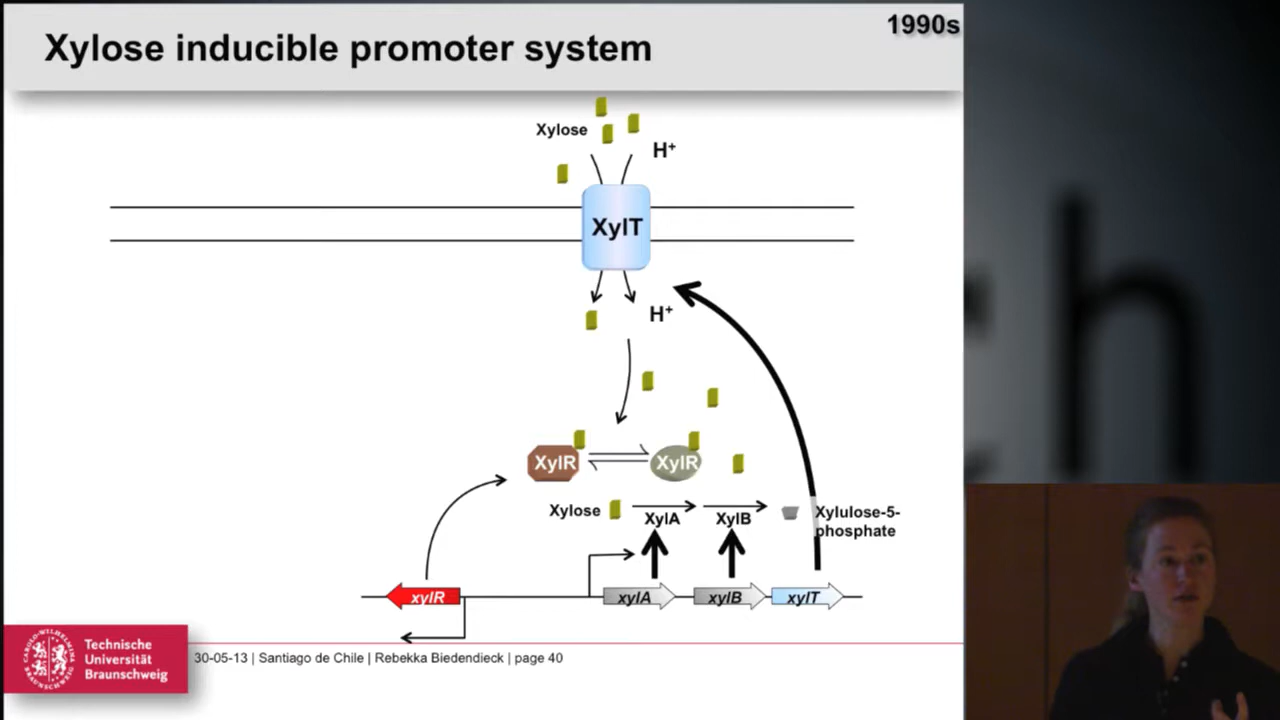 1990s
Xylose inducible promoter system
Xylose
H+
XylT
H+
XylR
XylR
Xylose
XylA
XylB
Xylulose-5-
phosphate
xylR
xylA
xylB
xylT
Technische
Universität
Braunschweig
30-05-13 | Santiago de Chile | Rebekka Biedendieck | page 40